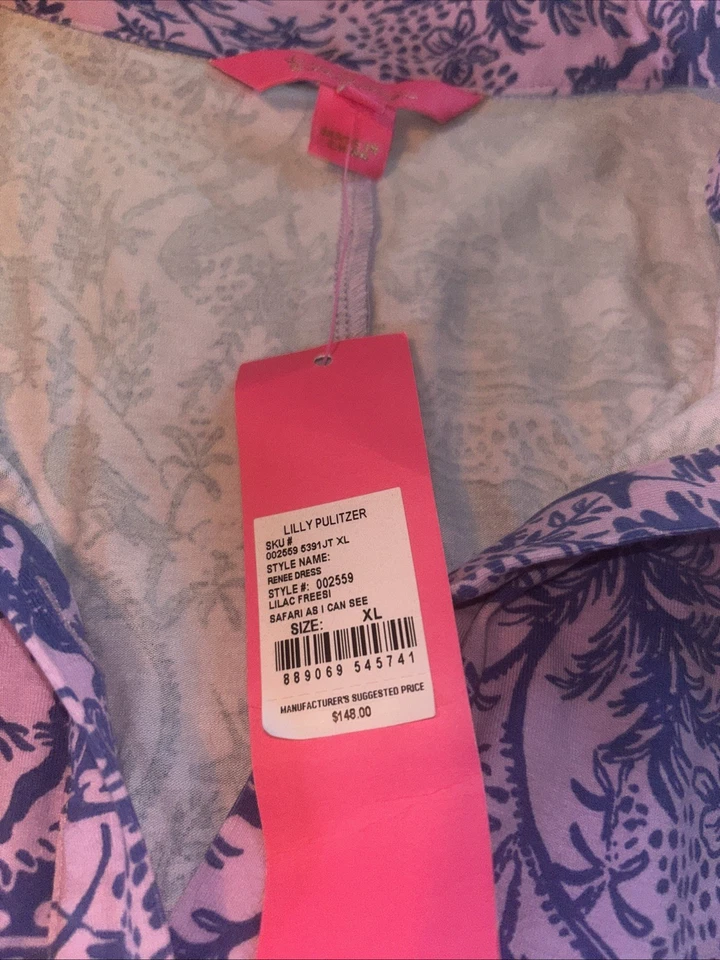 LILLY PULITZER
SKU #
002559 5391JT XL
STYLE NAME:
RENEE DRESS
STYLE #: 002559
LILAC FREESI
SAFARI AS I CAN SEE
SIZE: XL
889069 545741
MANUFACTURER'S SUGGESTED PRICE
$148.00